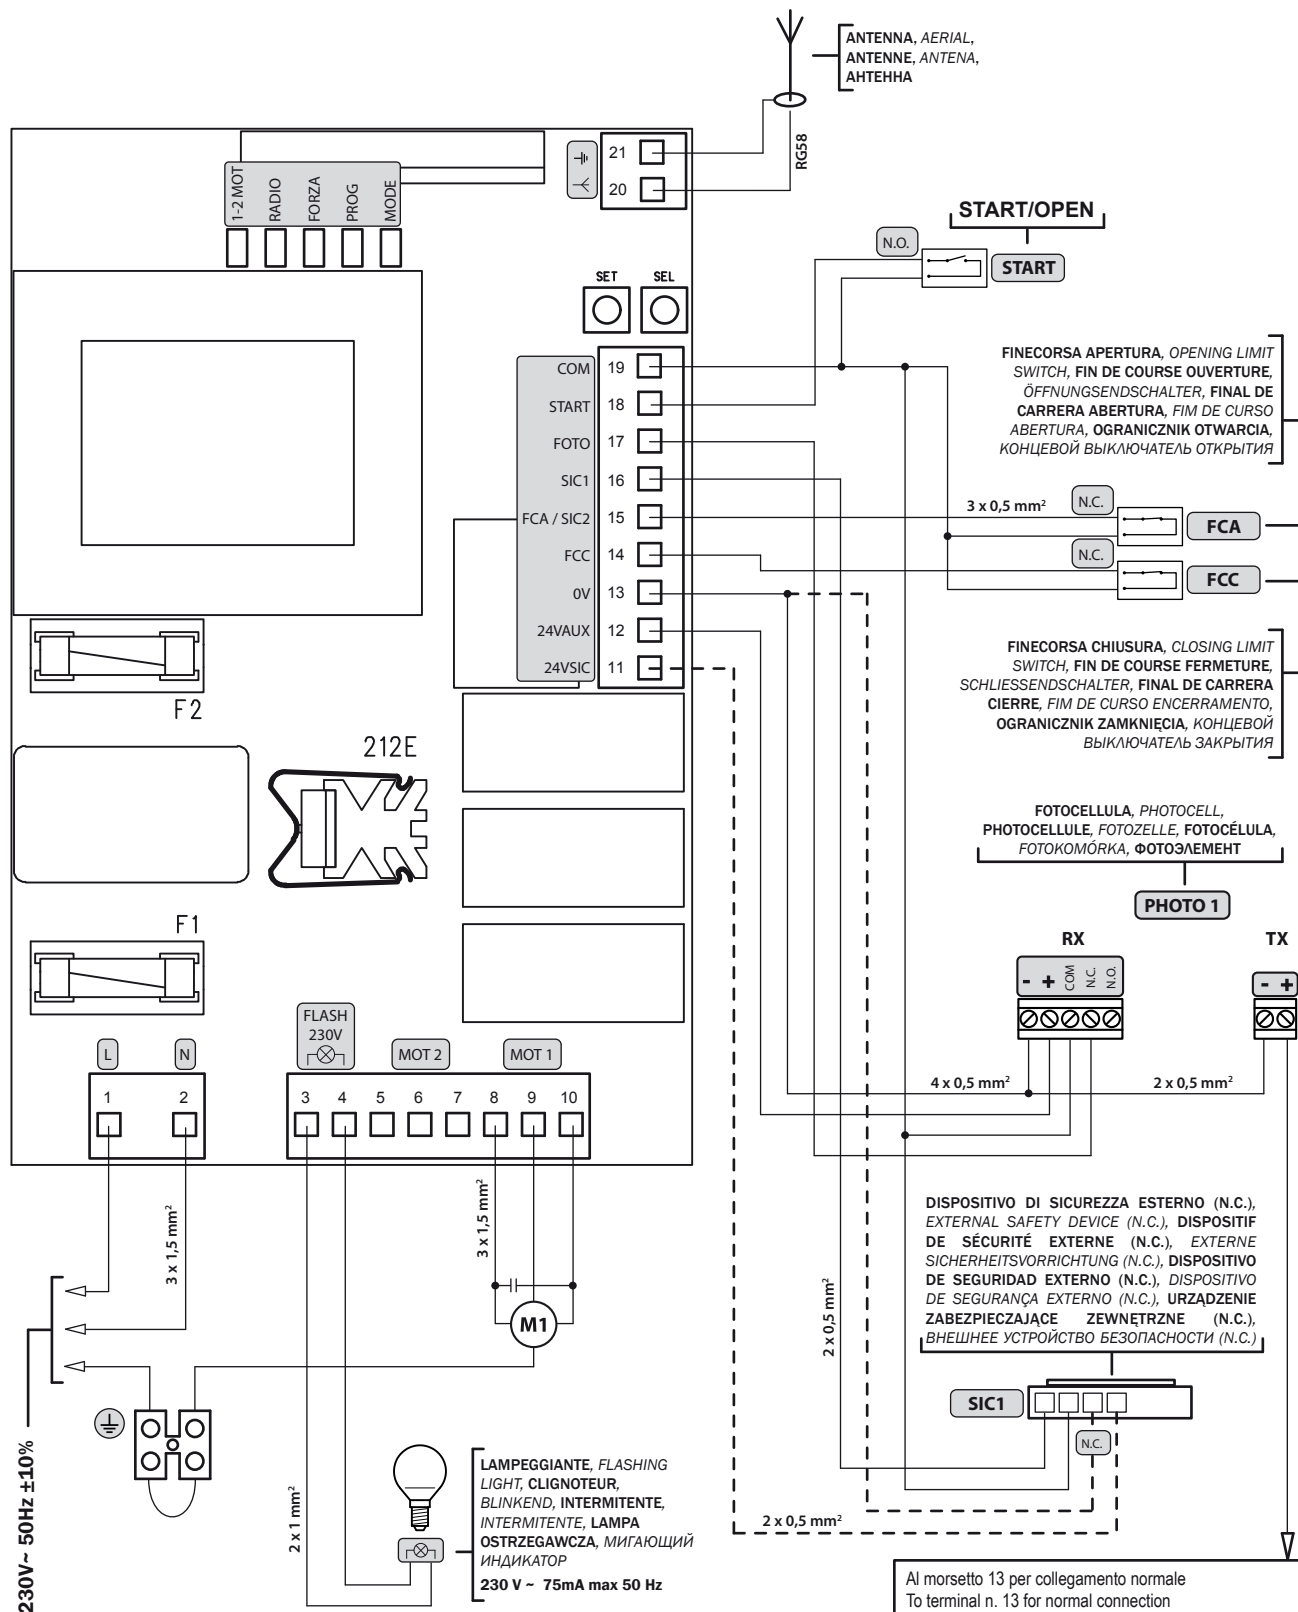 ANTENNA, AERIAL,
ANTENNE, ANTENA,
АНТЕННА
RG58
21
20
1-2 MOT
RADIO
FORZA
PROG
MODE
START/OPEN
N.O.
START
SET
SEL
COM 19
START 18
FOTO 17
SIC1 16
FCA / SIC2 15
FCC 14
0V 13
24VAUX 12
24VSIC 11
FINECORSA APERTURA, OPENING LIMIT
SWITCH, FIN DE COURSE OUVERTURE,
ÖFFNUNGSENDSCHALTER, FINAL DE
CARRERA ABERTURA, FIM DE CURSO
ABERTURA, OGRANICZNIK OTWARCIA,
КОНЦЕВОЙ ВЫКЛЮЧАТЕЛЬ ОТКРЫТИЯ
3 x 0,5 mm²
N.C.
FCA
N.C.
FCC
FINECORSA CHIUSURA, CLOSING LIMIT
SWITCH, FIN DE COURSE FERMETURE,
SCHLIESSENDSCHALTER, FINAL DE CARRERA
CIERRE, FIM DE CURSO ENCERRAMENTO,
OGRANICZNIK ZAMKNIĘCIA, КОНЦЕВОЙ
ВЫКЛЮЧАТЕЛЬ ЗАКРЫТИЯ
F2
212E
F1
FOTOCELLULA, PHOTOCELL,
PHOTOCELLULE, FOTOZELLE, FOTOCÉLULA,
FOTOKOMÓRKA, ФОТОЭЛЕМЕНТ
PHOTO 1
RX
TX
- + COM N.C. N.O.
- +
4 x 0,5 mm²
2 x 0,5 mm²
L
N
1 2
FLASH
230V
MOT 2
MOT 1
3 4 5 6 7 8 9 10
3 x 1,5 mm²
3 x 1,5 mm²
M1
2 x 0,5 mm²
DISPOSITIVO DI SICUREZZA ESTERNO (N.C.),
EXTERNAL SAFETY DEVICE (N.C.), DISPOSITIF
DE SÉCURITÉ EXTERNE (N.C.), EXTERNE
SICHERHEITSVORRICHTUNG (N.C.), DISPOSITIVO
DE SEGURIDAD EXTERNO (N.C.), DISPOSITIVO
DE SEGURANÇA EXTERNO (N.C.), URZĄDZENIE
ZABEZPIECZAJĄCE ZEWNĘTRZNE (N.C.),
ВНЕШНЕЕ УСТРОЙСТВО БЕЗОПАСНОСТИ (N.C.)
SIC1
N.C.
2 x 0,5 mm²
230V~ 50Hz ±10%
2 x 1 mm²
LAMPEGGIANTE, FLASHING
LIGHT, CLIGNOTEUR,
BLINKEND, INTERMITENTE,
INTERMITENTE, LAMPA
OSTRZEGAWCZA, МИГАЮЩИЙ
ИНДИКАТОР
230 V ~ 75mA max 50 Hz
Al morsetto 13 per collegamento normale
To terminal n. 13 for normal connection